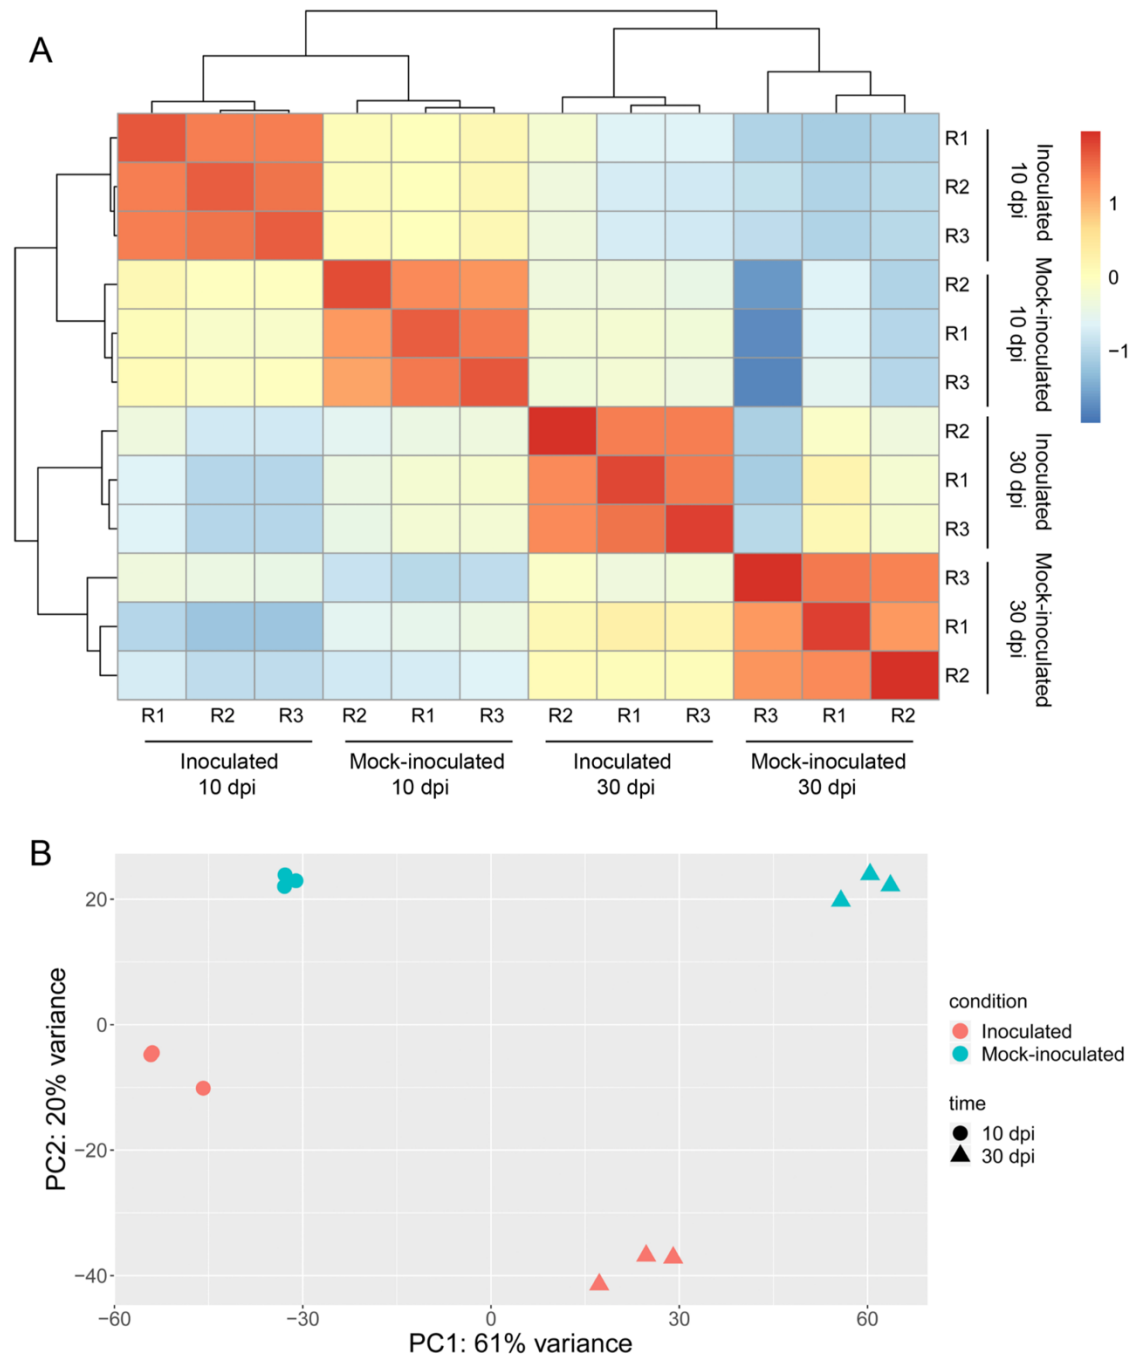 A
R1
R2
R3
R2
R1
R3
R2
R1
R3
R3
R1
R2
Inoculated
10 dpi
Mock-inoculated
10 dpi
Inoculated
30 dpi
Mock-inoculated
30 dpi
1
0
−1
R1 R2 R3 R2 R1 R3 R2 R1 R3 R3 R1 R2
Inoculated Mock-inoculated Inoculated Mock-inoculated
10 dpi 10 dpi 30 dpi 30 dpi
B
PC2: 20% variance
20
0
−20
−40
−60 −30 0 30 60
PC1: 61% variance
condition
Inoculated
Mock-inoculated
time
10 dpi
30 dpi